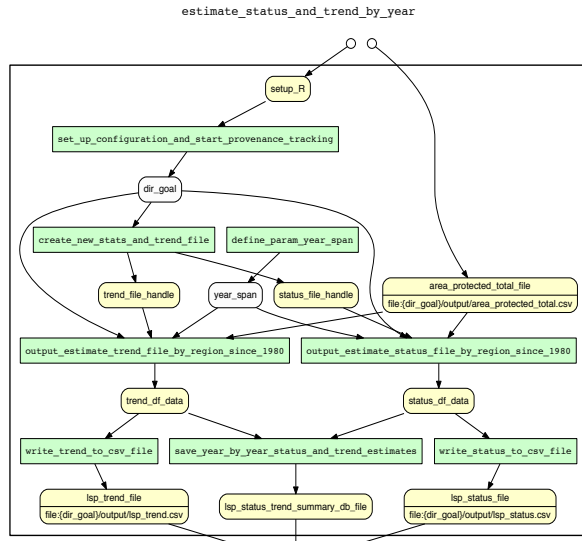 estimate_status_and_trend_by_year
setup_R
set_up_configuration_and_start_provenance_tracking
dir_goal
create_new_stats_and_trend_file
define_param_year_span
trend_file_handle
year_span
status_file_handle
area_protected_total_file
file:{dir_goal}/output/area_protected_total.csv
output_estimate_trend_file_by_region_since_1980
output_estimate_status_file_by_region_since_1980
trend_df_data
status_df_data
write_trend_to_csv_file
save_year_by_year_status_and_trend_estimates
write_status_to_csv_file
lsp_trend_file
file:{dir_goal}/output/lsp_trend.csv
lsp_status_trend_summary_db_file
lsp_status_file
file:{dir_goal}/output/lsp_status.csv